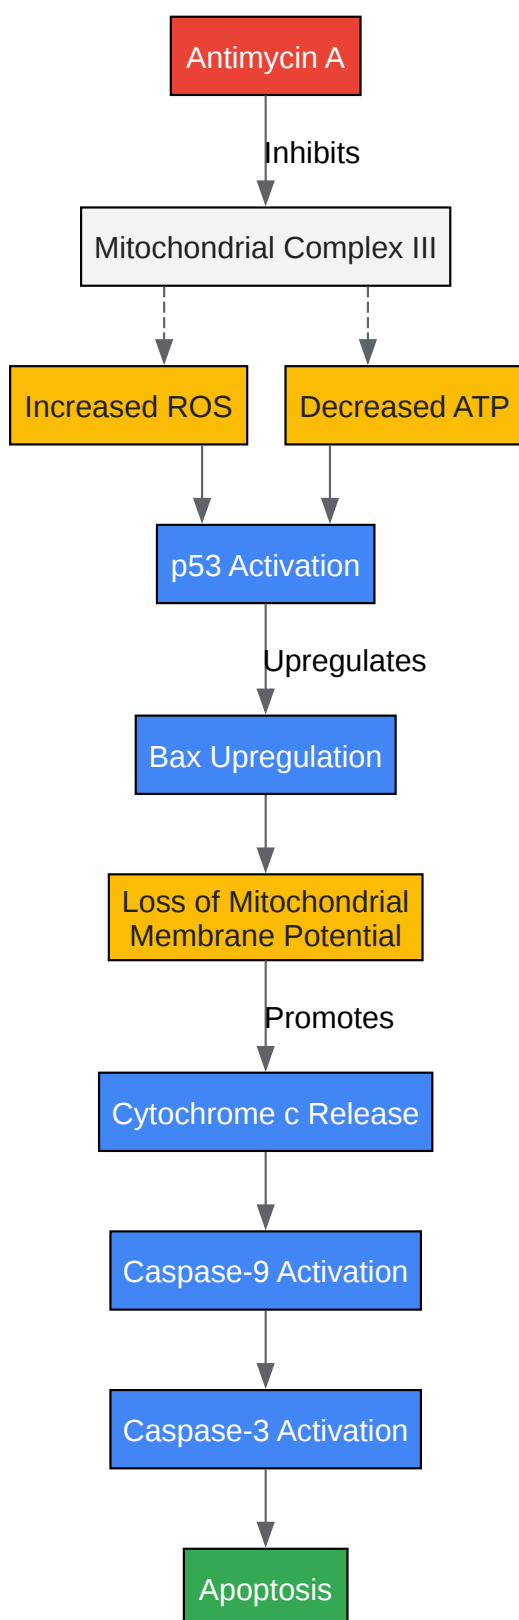 Antimycin A
Inhibits
Mitochondrial Complex III
Increased ROS
Decreased ATP
p53 Activation
Upregulates
Bax Upregulation
Loss of Mitochondrial
Membrane Potential
Promotes
Cytochrome c Release
Caspase-9 Activation
Caspase-3 Activation
Apoptosis